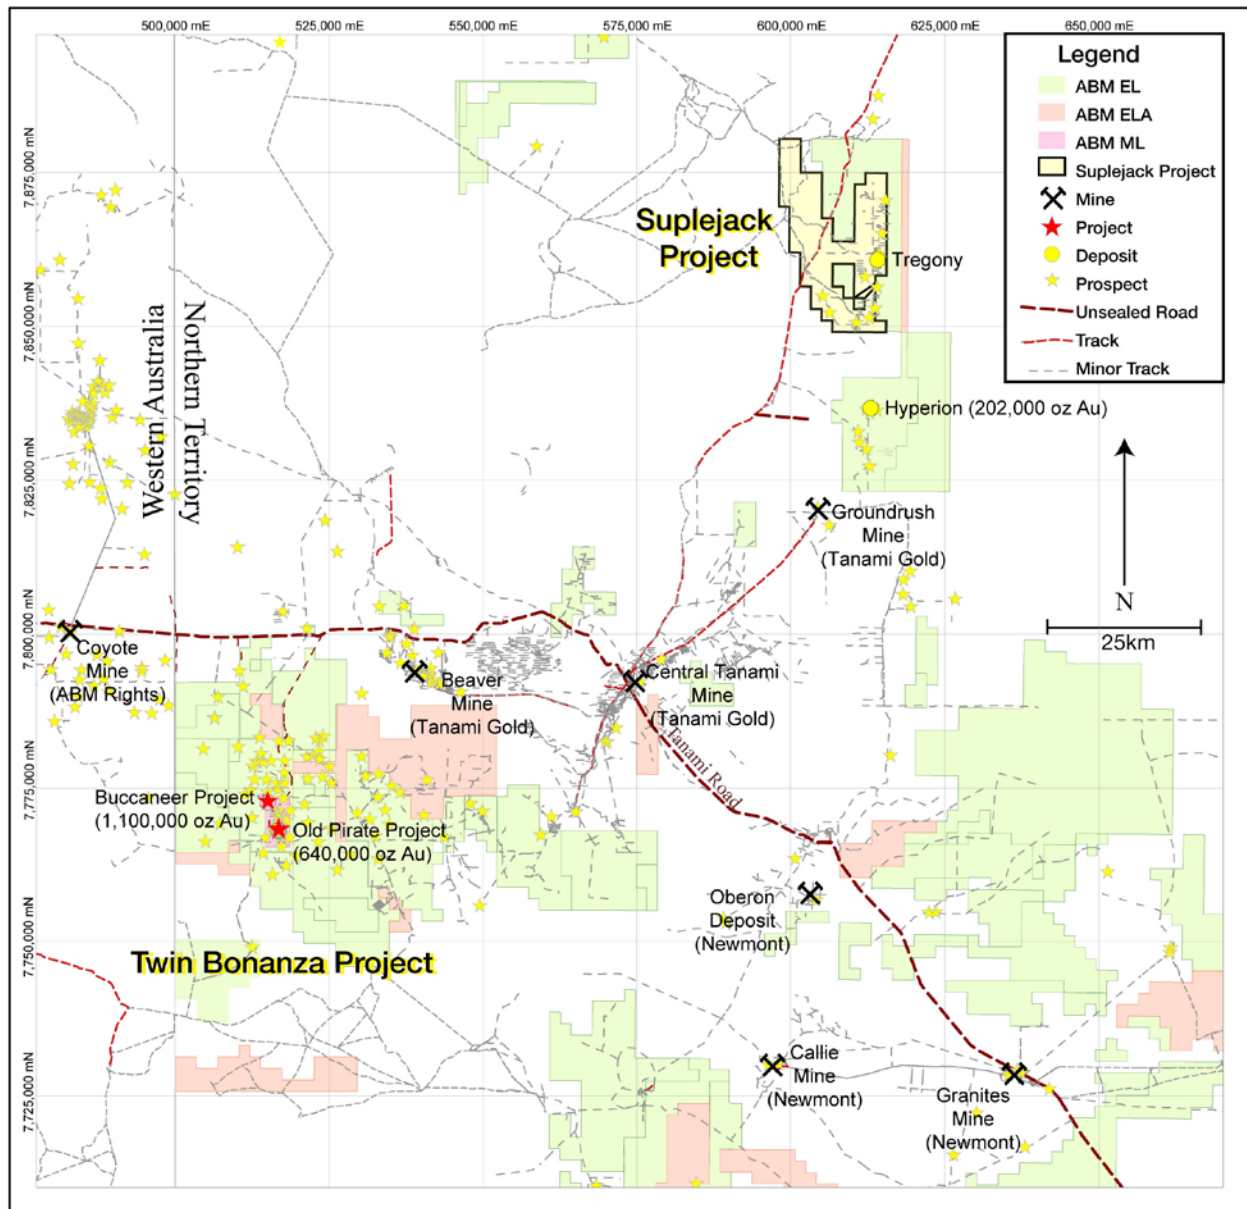 500,000 mE
525,000 mE
550,000 mE
575,000 mE
600,000 mE
625,000 mE
650,000 mE
7,875,000 mN
7,850,000 mN
7,825,000 mN
7,800,000 mN
7,775,000 mN
7,750,000 mN
7,725,000 mN
Legend
ABM EL
ABM ELA
ABM ML
Suplejack Project
Mine
Project
Deposit
Prospect
Unsealed Road
Track
Minor Track
Suplejack
Project
Tregony
Western Australia
Northern Territory
Hyperion (202,000 oz Au)
Groundrush
Mine
(Tanami Gold)
N
25km
Coyote
Mine
(ABM Rights)
Beaver
Mine
(Tanami Gold)
Central Tanami
Mine
(Tanami Gold)
Tanami Road
Buccaneer Project
(1,100,000 oz Au)
Old Pirate Project
(640,000 oz Au)
Oberon
Deposit
(Newmont)
Twin Bonanza Project
Callie
Mine
(Newmont)
Granites
Mine
(Newmont)